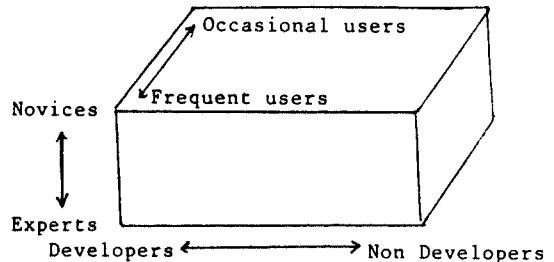 Occasional users
Frequent users
Novices
Experts
Developers
Non Developers